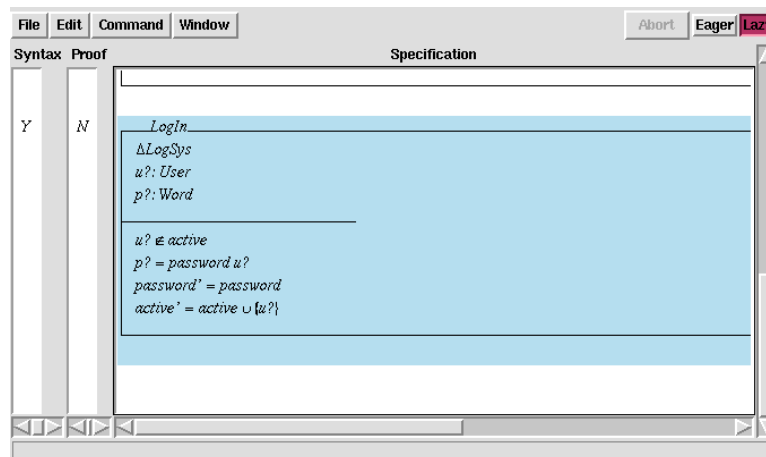 File Edit Command Window Abort Eager Laz
Syntax Proof Specification
Y N LogIn
ΔLogSys
u?: User
p?: Word
u? ∉ active
p? = password u?
password’ = password
active’ = active ∪ {u?}